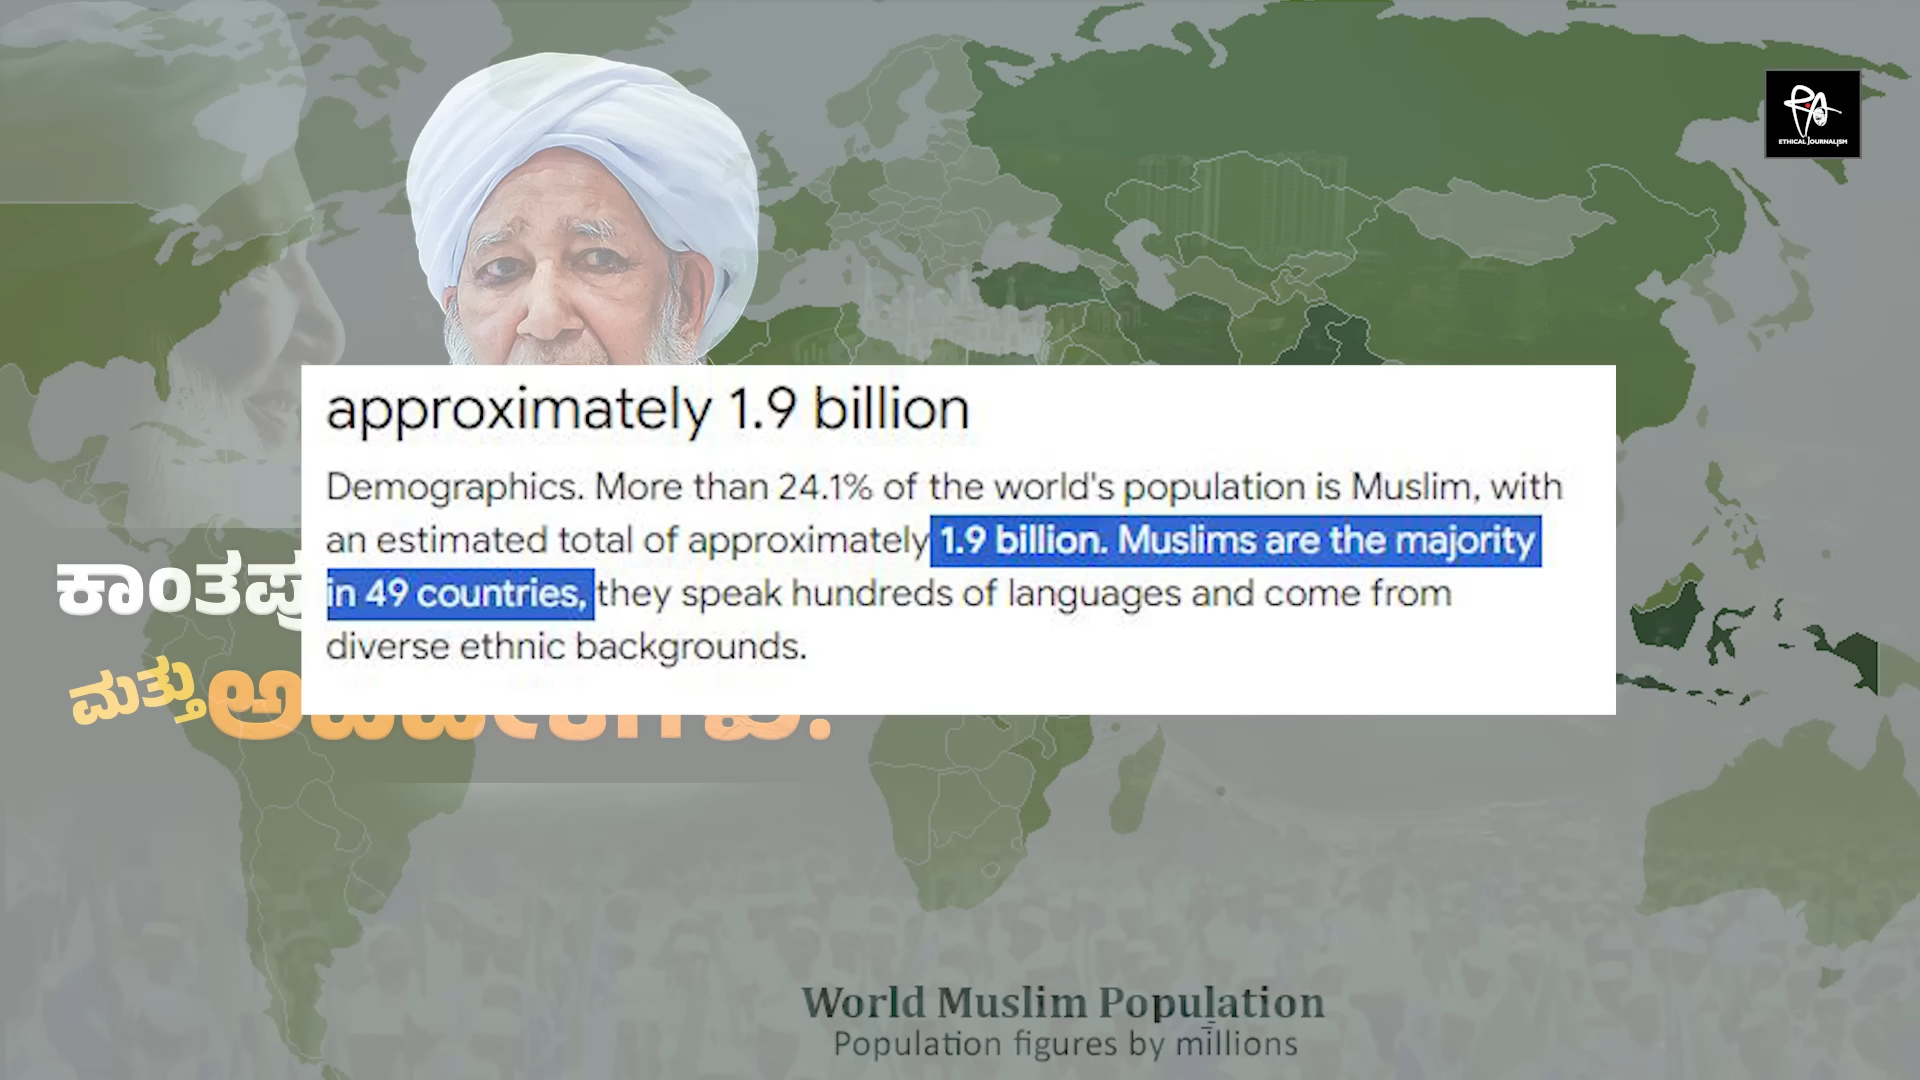 ETHICAL JOURNALISM
approximately 1.9 billion
Demographics. More than 24.1% of the world's population is Muslim, with
an estimated total of approximately 1.9 billion. Muslims are the majority
in 49 countries, they speak hundreds of languages and come from
diverse ethnic backgrounds.
ಮತ್ತು
World Muslim Population
Population figures by millions